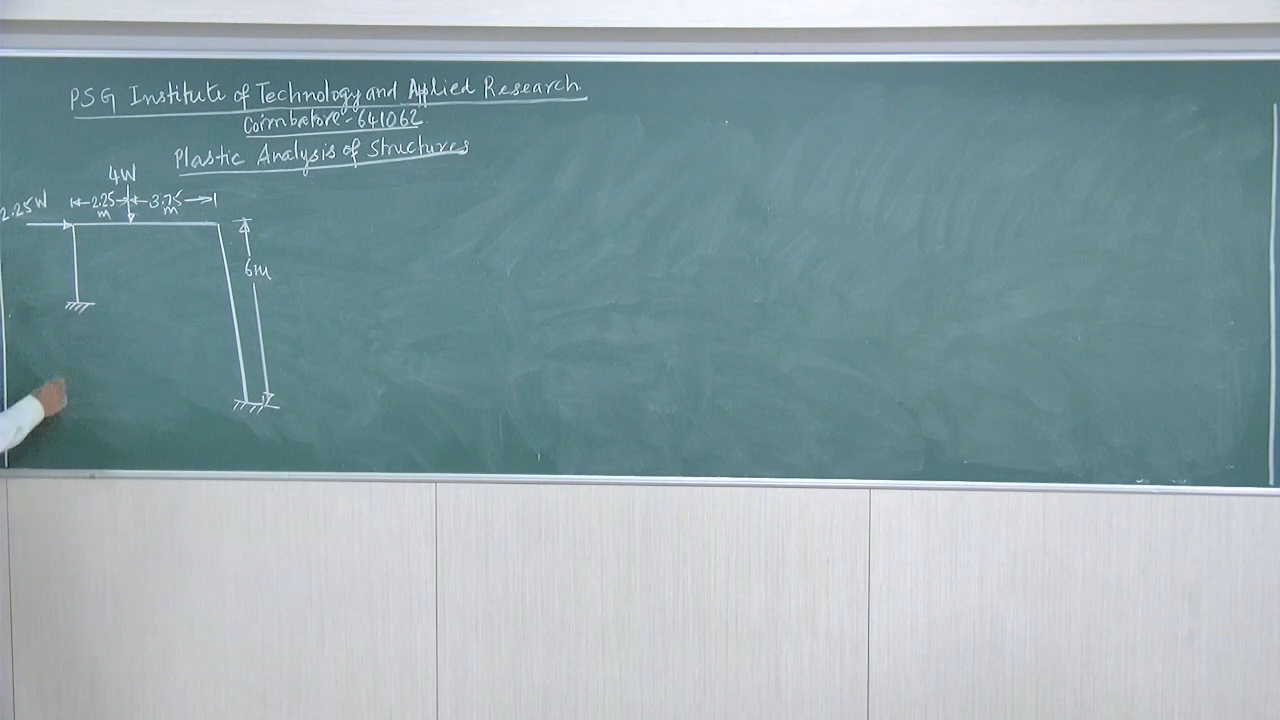 PSG Institute of Technology and Applied Research
Coimbatore - 641062.
Plastic Analysis of Structures
4W
2.25W
2.25 m
3.75 m
6m